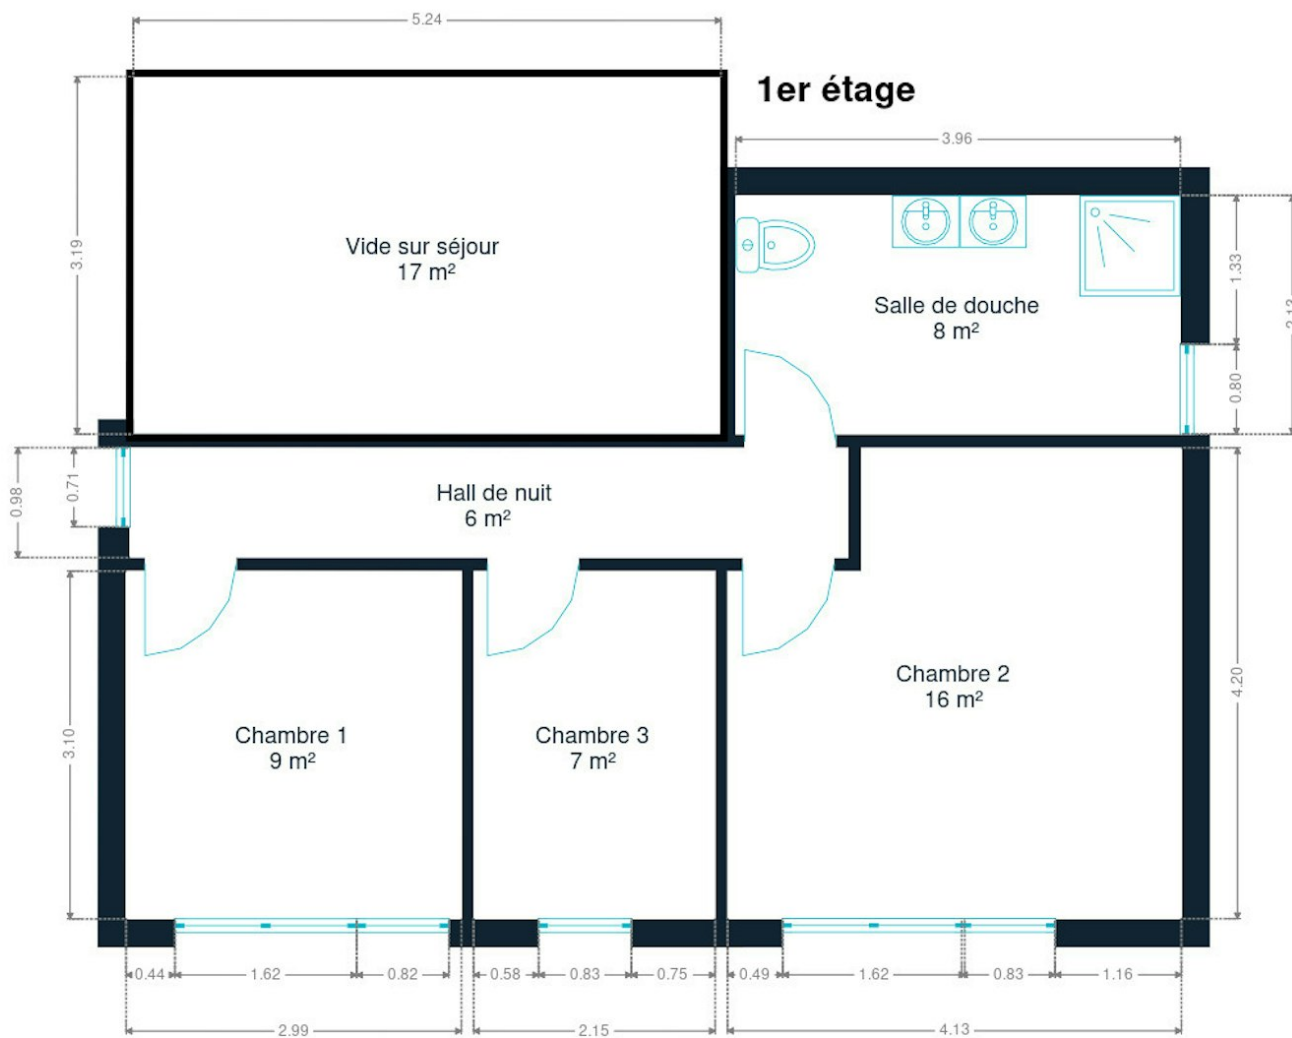 5.24
1er étage
3.96
3.19
Vide sur séjour
17 m²
1.33
2.13
Salle de douche
8 m²
0.80
0.98
0.71
Hall de nuit
6 m²
4.20
Chambre 2
16 m²
3.10
Chambre 1
9 m²
Chambre 3
7 m²
0.44
1.62
0.82
0.58
0.83
0.75
0.49
1.62
0.83
1.16
2.99
2.15
4.13